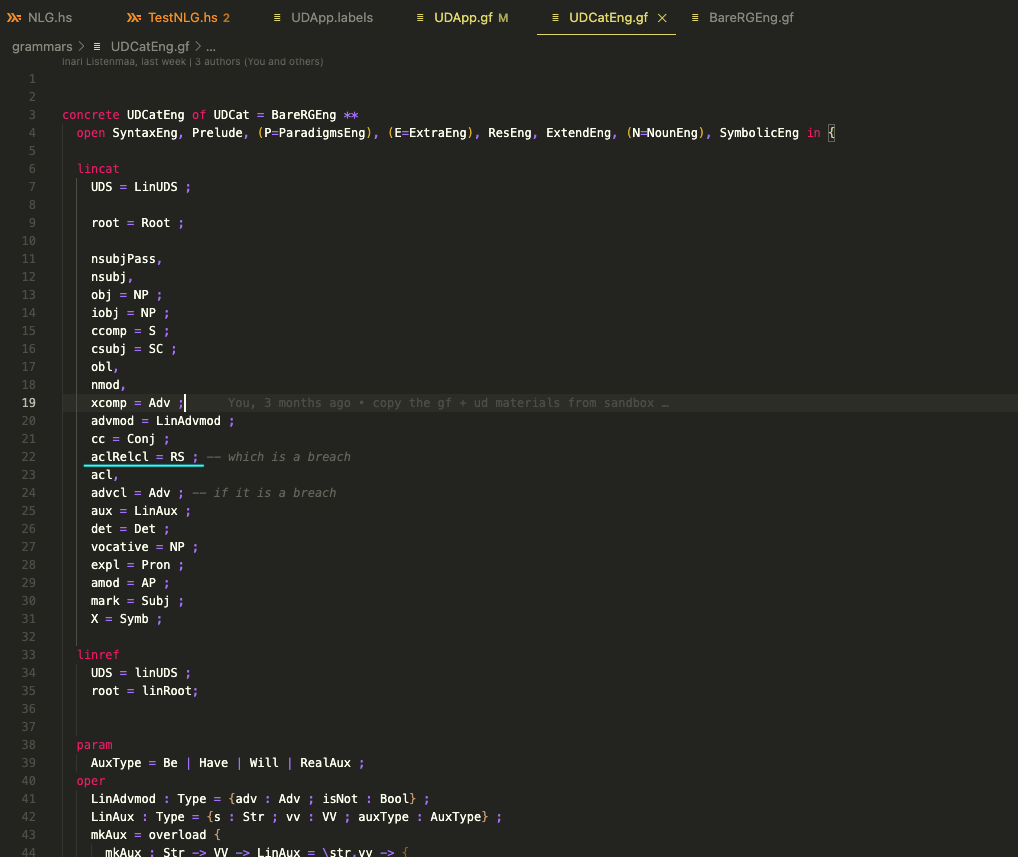 NLG.hs TestNLG.hs 2 UDApp.labels UDApp.gf M UDCatEng.gf BareRGEng.gf
grammars > UDCatEng.gf > ...
Inari Listenmaa, last week | 3 authors (You and others)
1
2
3 concrete UDCatEng of UDCat = BareRGEng **
4 open SyntaxEng, Prelude, (P=ParadigmsEng), (E=ExtraEng), ResEng, ExtendEng, (N=NounEng), SymbolicEng in {
5
6 lincat
7 UDS = LinUDS ;
8
9 root = Root ;
10
11 nsubjPass,
12 nsubj,
13 obj = NP ;
14 iobj = NP ;
15 ccomp = S ;
16 csubj = SC ;
17 obl,
18 nmod,
19 xcomp = Adv ; You, 3 months ago • copy the gf + ud materials from sandbox …
20 advmod = LinAdvmod ;
21 cc = Conj ;
22 aclRelcl = RS ; -- which is a breach
23 acl,
24 advcl = Adv ; -- if it is a breach
25 aux = LinAux ;
26 det = Det ;
27 vocative = NP ;
28 expl = Pron ;
29 amod = AP ;
30 mark = Subj ;
31 X = Symb ;
32
33 linref
34 UDS = linUDS ;
35 root = linRoot;
36
37
38 param
39 AuxType = Be | Have | Will | RealAux ;
40 oper
41 LinAdvmod : Type = {adv : Adv ; isNot : Bool} ;
42 LinAux : Type = {s : Str ; vv : VV ; auxType : AuxType} ;
43 mkAux = overload {
44 mkAux : Str -> VV -> LinAux = \str,vv -> {